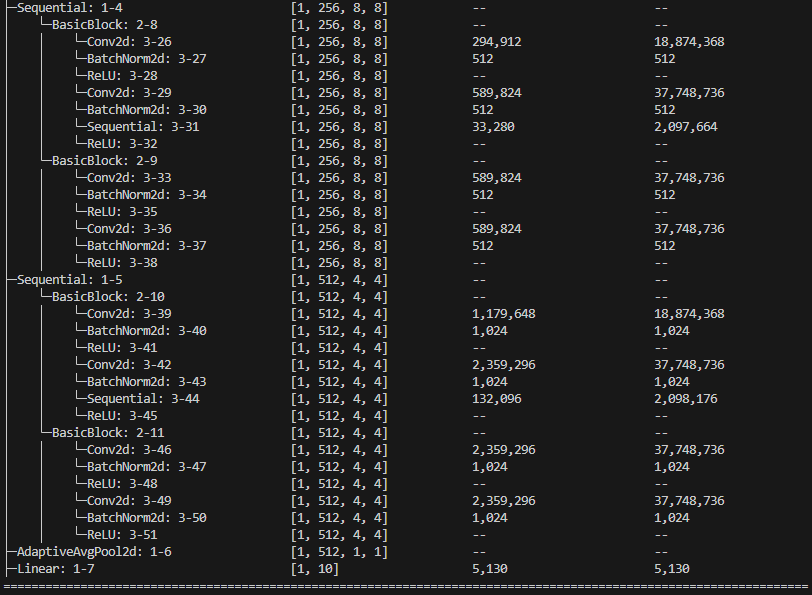 ├─Sequential: 1-4                        [1, 256, 8, 8]            --                        --
│    └─BasicBlock: 2-8                   [1, 256, 8, 8]            --                        --
│    │    └─Conv2d: 3-26                 [1, 256, 8, 8]            294,912                   18,874,368
│    │    └─BatchNorm2d: 3-27            [1, 256, 8, 8]            512                       512
│    │    └─ReLU: 3-28                   [1, 256, 8, 8]            --                        --
│    │    └─Conv2d: 3-29                 [1, 256, 8, 8]            589,824                   37,748,736
│    │    └─BatchNorm2d: 3-30            [1, 256, 8, 8]            512                       512
│    │    └─Sequential: 3-31             [1, 256, 8, 8]            33,280                    2,097,664
│    │    └─ReLU: 3-32                   [1, 256, 8, 8]            --                        --
│    └─BasicBlock: 2-9                   [1, 256, 8, 8]            --                        --
│    │    └─Conv2d: 3-33                 [1, 256, 8, 8]            589,824                   37,748,736
│    │    └─BatchNorm2d: 3-34            [1, 256, 8, 8]            512                       512
│    │    └─ReLU: 3-35                   [1, 256, 8, 8]            --                        --
│    │    └─Conv2d: 3-36                 [1, 256, 8, 8]            589,824                   37,748,736
│    │    └─BatchNorm2d: 3-37            [1, 256, 8, 8]            512                       512
│    │    └─ReLU: 3-38                   [1, 256, 8, 8]            --                        --
├─Sequential: 1-5                        [1, 512, 4, 4]            --                        --
│    └─BasicBlock: 2-10                  [1, 512, 4, 4]            --                        --
│    │    └─Conv2d: 3-39                 [1, 512, 4, 4]            1,179,648                 18,874,368
│    │    └─BatchNorm2d: 3-40            [1, 512, 4, 4]            1,024                     1,024
│    │    └─ReLU: 3-41                   [1, 512, 4, 4]            --                        --
│    │    └─Conv2d: 3-42                 [1, 512, 4, 4]            2,359,296                 37,748,736
│    │    └─BatchNorm2d: 3-43            [1, 512, 4, 4]            1,024                     1,024
│    │    └─Sequential: 3-44             [1, 512, 4, 4]            132,096                   2,098,176
│    │    └─ReLU: 3-45                   [1, 512, 4, 4]            --                        --
│    └─BasicBlock: 2-11                  [1, 512, 4, 4]            --                        --
│    │    └─Conv2d: 3-46                 [1, 512, 4, 4]            2,359,296                 37,748,736
│    │    └─BatchNorm2d: 3-47            [1, 512, 4, 4]            1,024                     1,024
│    │    └─ReLU: 3-48                   [1, 512, 4, 4]            --                        --
│    │    └─Conv2d: 3-49                 [1, 512, 4, 4]            2,359,296                 37,748,736
│    │    └─BatchNorm2d: 3-50            [1, 512, 4, 4]            1,024                     1,024
│    │    └─ReLU: 3-51                   [1, 512, 4, 4]            --                        --
├─AdaptiveAvgPool2d: 1-6                 [1, 512, 1, 1]            --                        --
├─Linear: 1-7                            [1, 10]                   5,130                     5,130
===================================================================================================================